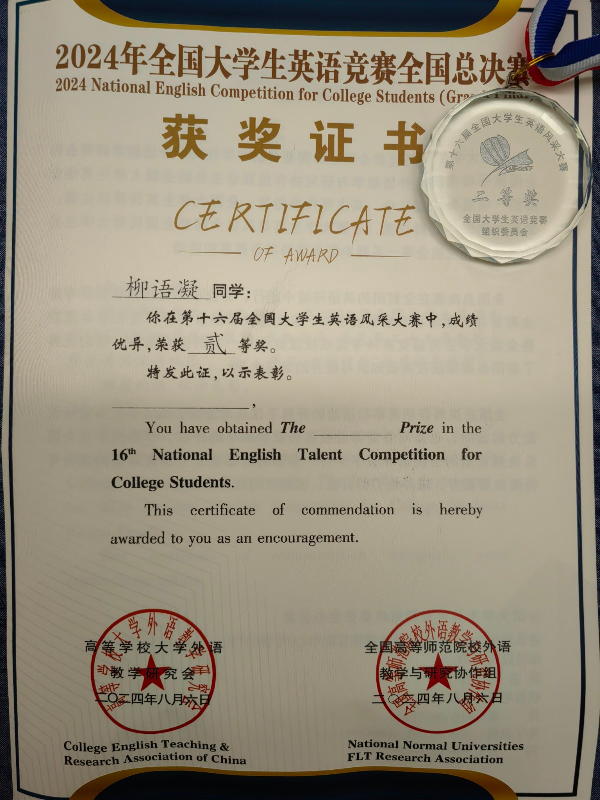 2024年全国大学生英语竞赛全国总决赛
2024 National English Competition for College Students (Grand Final)
获奖证书
CERTIFICATE
OF AWARD
第十六届全国大学生英语风采大赛
二等奖
全国大学生英语竞赛
组织委员会
柳语凝 同学:
你在第十六届全国大学生英语风采大赛中,成绩
优异,荣获 贰 等奖。
特发此证,以示表彰。
You have obtained The Prize in the
16th National English Talent Competition for
College Students.
This certificate of commendation is hereby
awarded to you as an encouragement.
高等学校大学外语
教学研究会
二〇二四年八月 日
College English Teaching &
Research Association of China
全国高等师范院校外语
教学与研究协作组
二〇二四年八月 日
National Normal Universities
FLT Research Association